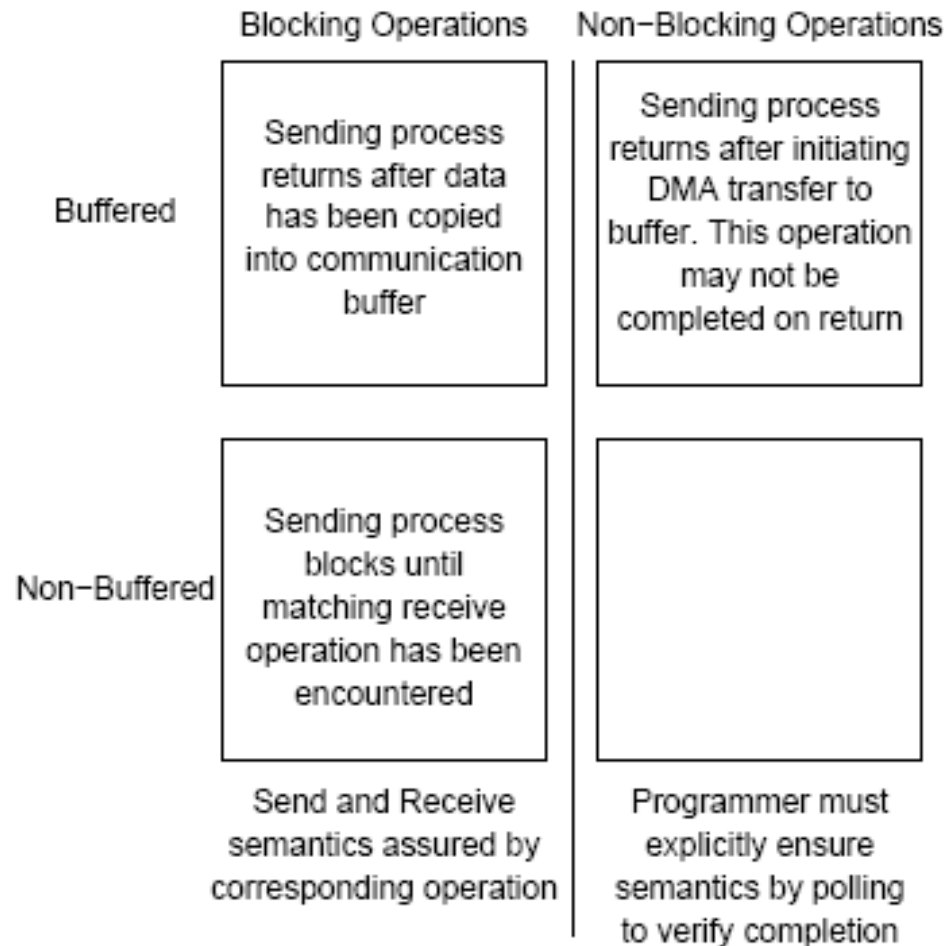 Blocking Operations
Non−Blocking Operations
Buffered
Sending process
returns after data
has been copied
into communication
buffer
Sending process
returns after initiating
DMA transfer to
buffer. This operation
may not be
completed on return
Non−Buffered
Sending process
blocks until
matching receive
operation has been
encountered
Send and Receive
semantics assured by
corresponding operation
Programmer must
explicitly ensure
semantics by polling
to verify completion